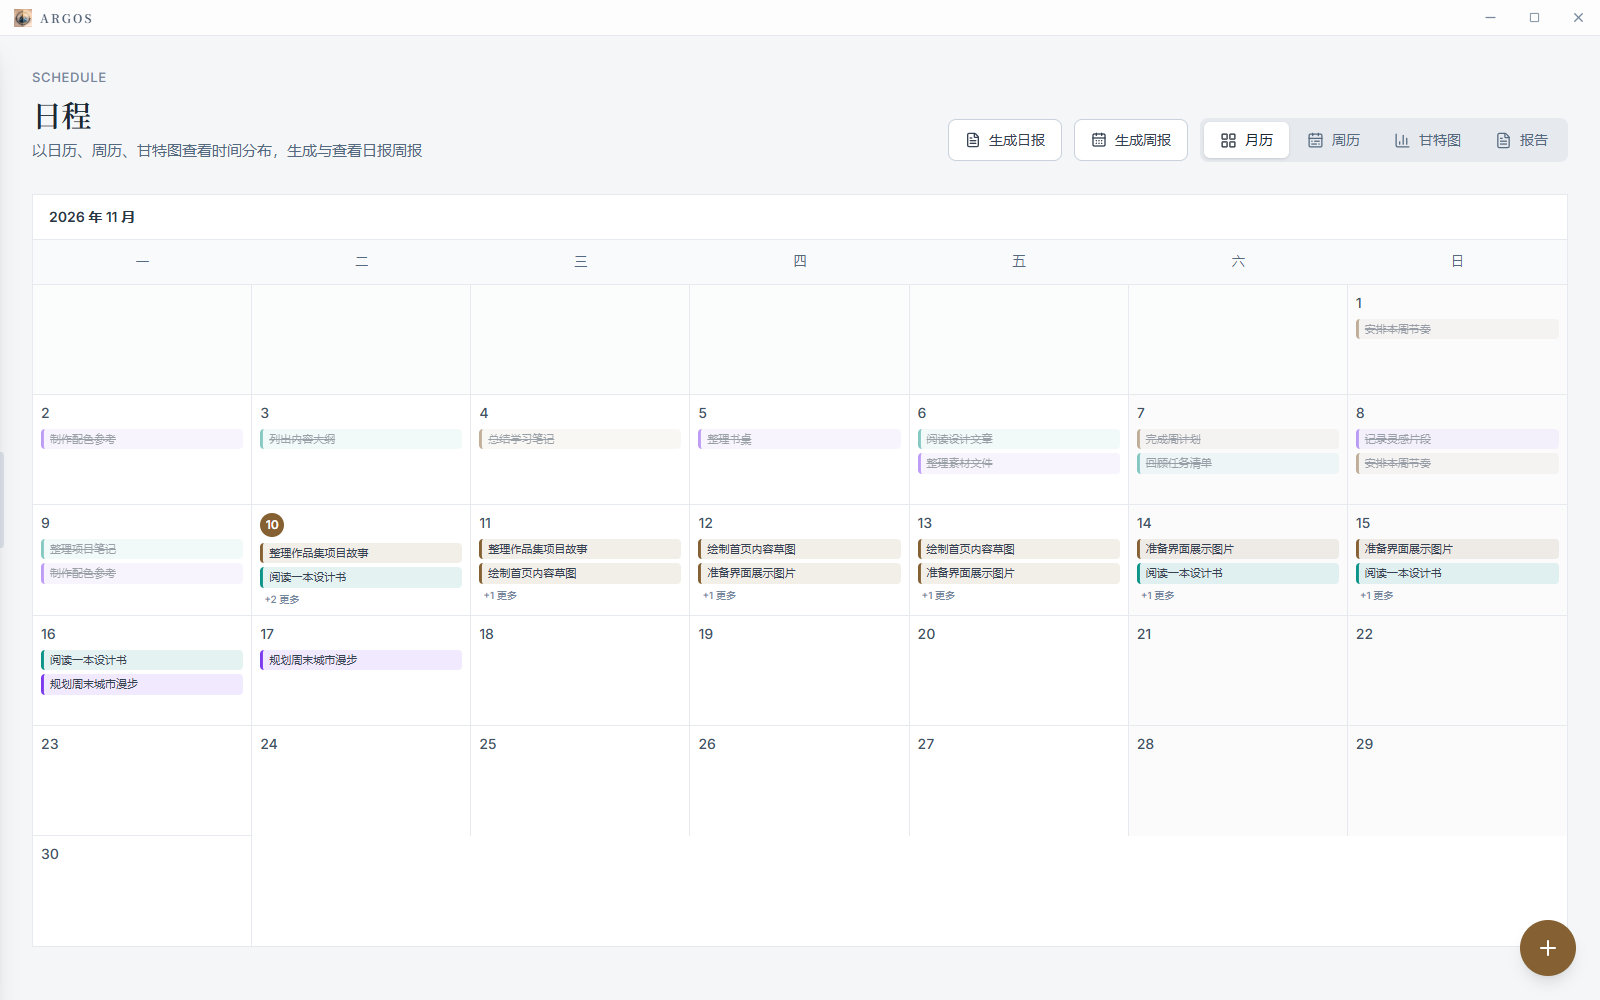 ARGOS
SCHEDULE
日程
以日历、周历、甘特图查看时间分布，生成与查看日报周报
生成日报
生成周报
月历
周历
甘特图
报告
2026 年 11 月
一 二 三 四 五 六 日
1
安排本周节奏
2
制作配色参考
3
列出内容大纲
4
总结学习笔记
5
整理书桌
6
阅读设计文章
整理素材文件
7
完成周计划
回顾任务清单
8
记录灵感片段
安排本周节奏
9
整理项目笔记
制作配色参考
10
整理作品集项目故事
阅读一本设计书
+2 更多
11
整理作品集项目故事
绘制首页内容草图
+1 更多
12
绘制首页内容草图
准备界面展示图片
+1 更多
13
绘制首页内容草图
准备界面展示图片
+1 更多
14
准备界面展示图片
阅读一本设计书
+1 更多
15
准备界面展示图片
阅读一本设计书
+1 更多
16
阅读一本设计书
规划周末城市漫步
17
规划周末城市漫步
18
19
20
21
22
23
24
25
26
27
28
29
30